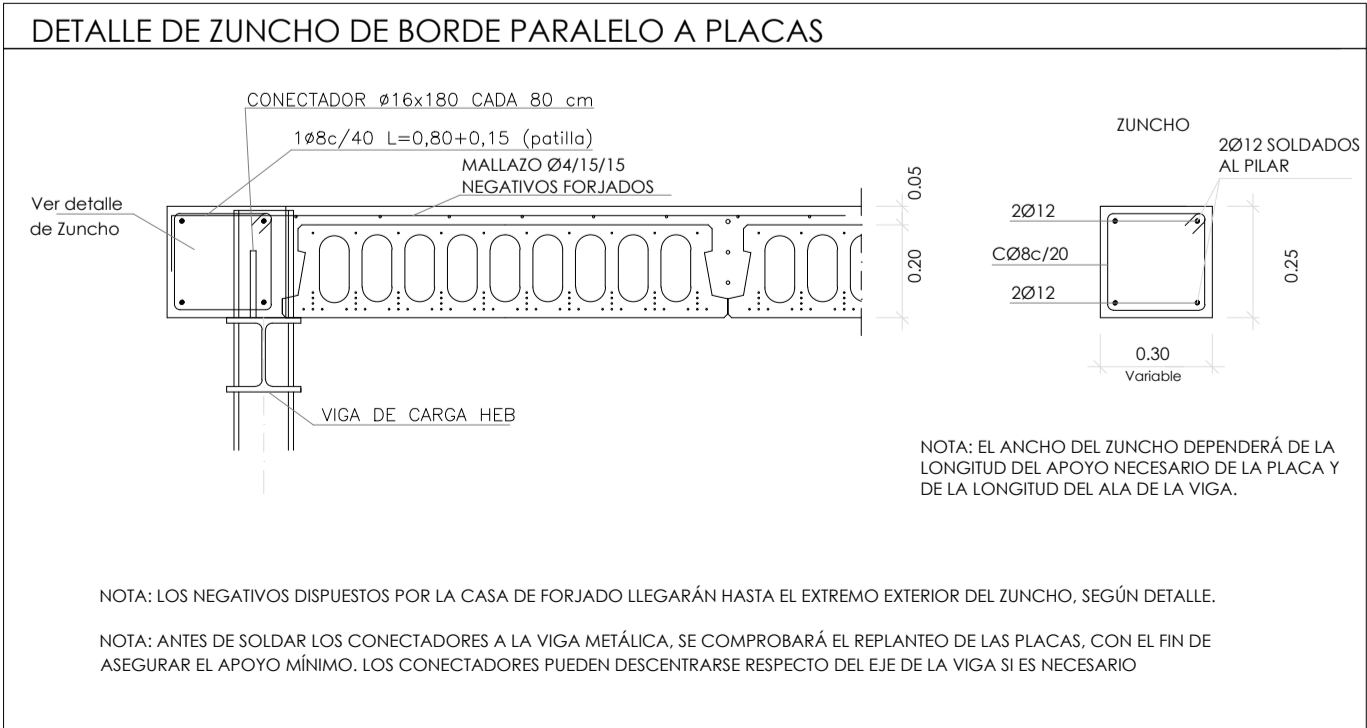 DETALLE DE ZUNCHO DE BORDE PARALELO A PLACAS
CONECTADOR ø16x180 CADA 80 cm
1ø8c/40 L=0,80+0,15 (patilla)
MALLAZO Ø4/15/15
NEGATIVOS FORJADOS
Ver detalle
de Zuncho
0.05
0.20
VIGA DE CARGA HEB
ZUNCHO
2Ø12 SOLDADOS
AL PILAR
2Ø12
CØ8c/20
2Ø12
0.25
0.30
Variable
NOTA: EL ANCHO DEL ZUNCHO DEPENDERÁ DE LA
LONGITUD DEL APOYO NECESARIO DE LA PLACA Y
DE LA LONGITUD DEL ALA DE LA VIGA.
NOTA: LOS NEGATIVOS DISPUESTOS POR LA CASA DE FORJADO LLEGARÁN HASTA EL EXTREMO EXTERIOR DEL ZUNCHO, SEGÚN DETALLE.
NOTA: ANTES DE SOLDAR LOS CONECTADORES A LA VIGA METÁLICA, SE COMPROBARÁ EL REPLANTEO DE LAS PLACAS, CON EL FIN DE
ASEGURAR EL APOYO MÍNIMO. LOS CONECTADORES PUEDEN DESCENTRARSE RESPECTO DEL EJE DE LA VIGA SI ES NECESARIO